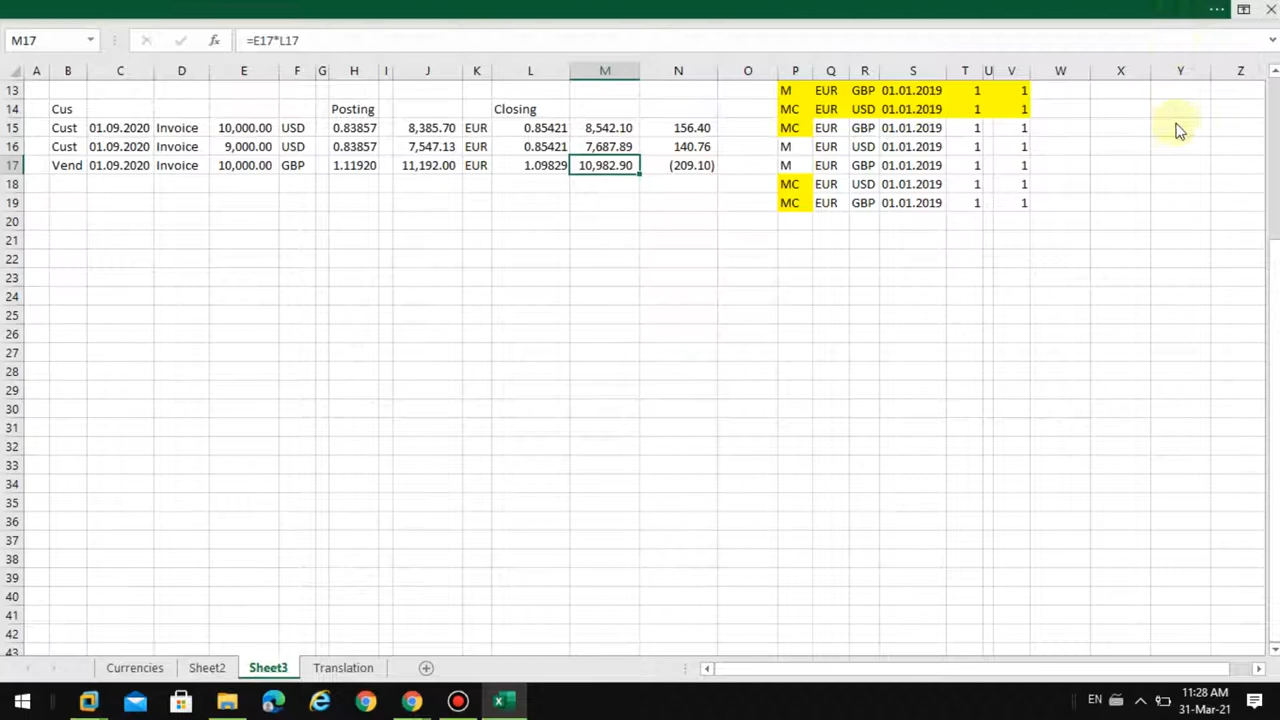 M17 fx =E17*L17
A B C D E F G H I J K L M N O P Q R S T U V W X Y Z
13 M EUR GBP 01.01.2019 1 1
14 Cus Posting Closing MC EUR USD 01.01.2019 1 1
15 Cust 01.09.2020 Invoice 10,000.00 USD 0.83857 8,385.70 EUR 0.85421 8,542.10 156.40 MC EUR GBP 01.01.2019 1 1
16 Cust 01.09.2020 Invoice 9,000.00 USD 0.83857 7,547.13 EUR 0.85421 7,687.89 140.76 M EUR USD 01.01.2019 1 1
17 Vend 01.09.2020 Invoice 10,000.00 GBP 1.11920 11,192.00 EUR 1.09829 10,982.90 (209.10) M EUR GBP 01.01.2019 1 1
18 MC EUR USD 01.01.2019 1 1
19 MC EUR GBP 01.01.2019 1 1
20
21
22
23
24
25
26
27
28
29
30
31
32
33
34
35
36
37
38
39
40
41
42
43
Currencies Sheet2 Sheet3 Translation
EN 11:28 AM
31-Mar-21